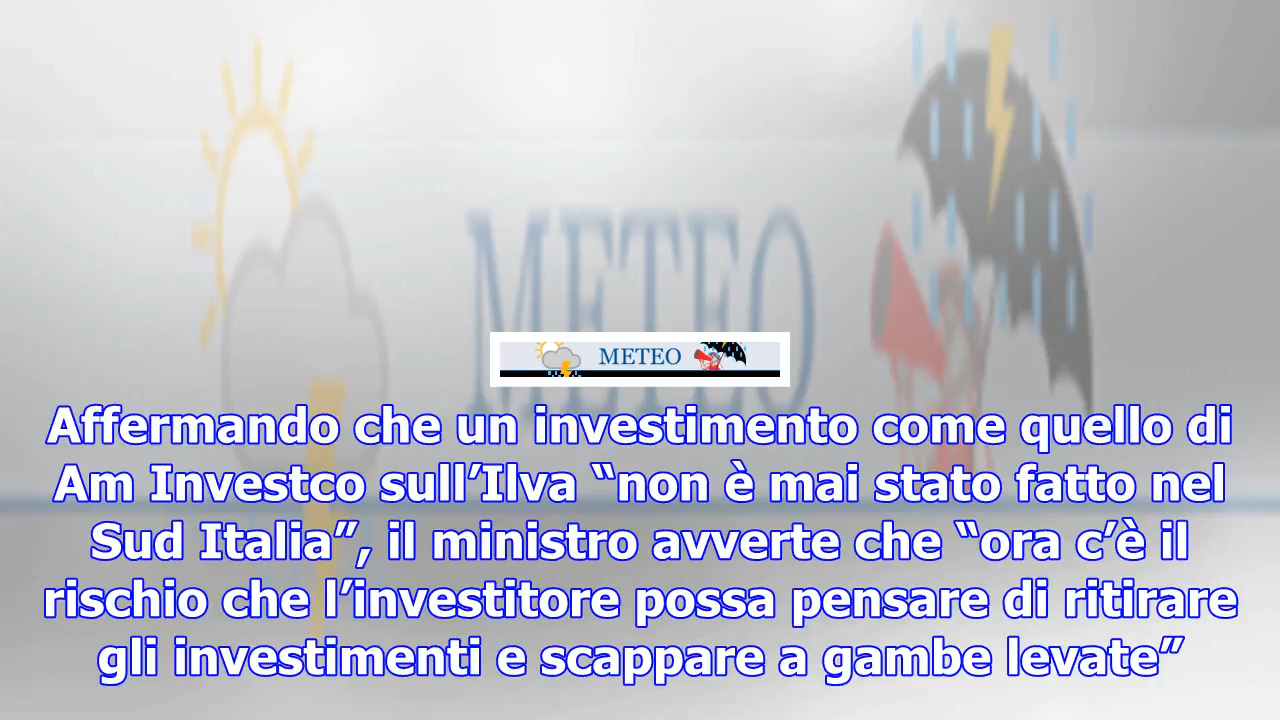 METEO
METEO
Affermando che un investimento come quello di
Am Investco sull’Ilva “non è mai stato fatto nel
Sud Italia”, il ministro avverte che “ora c’è il
rischio che l’investitore possa pensare di ritirare
gli investimenti e scappare a gambe levate”